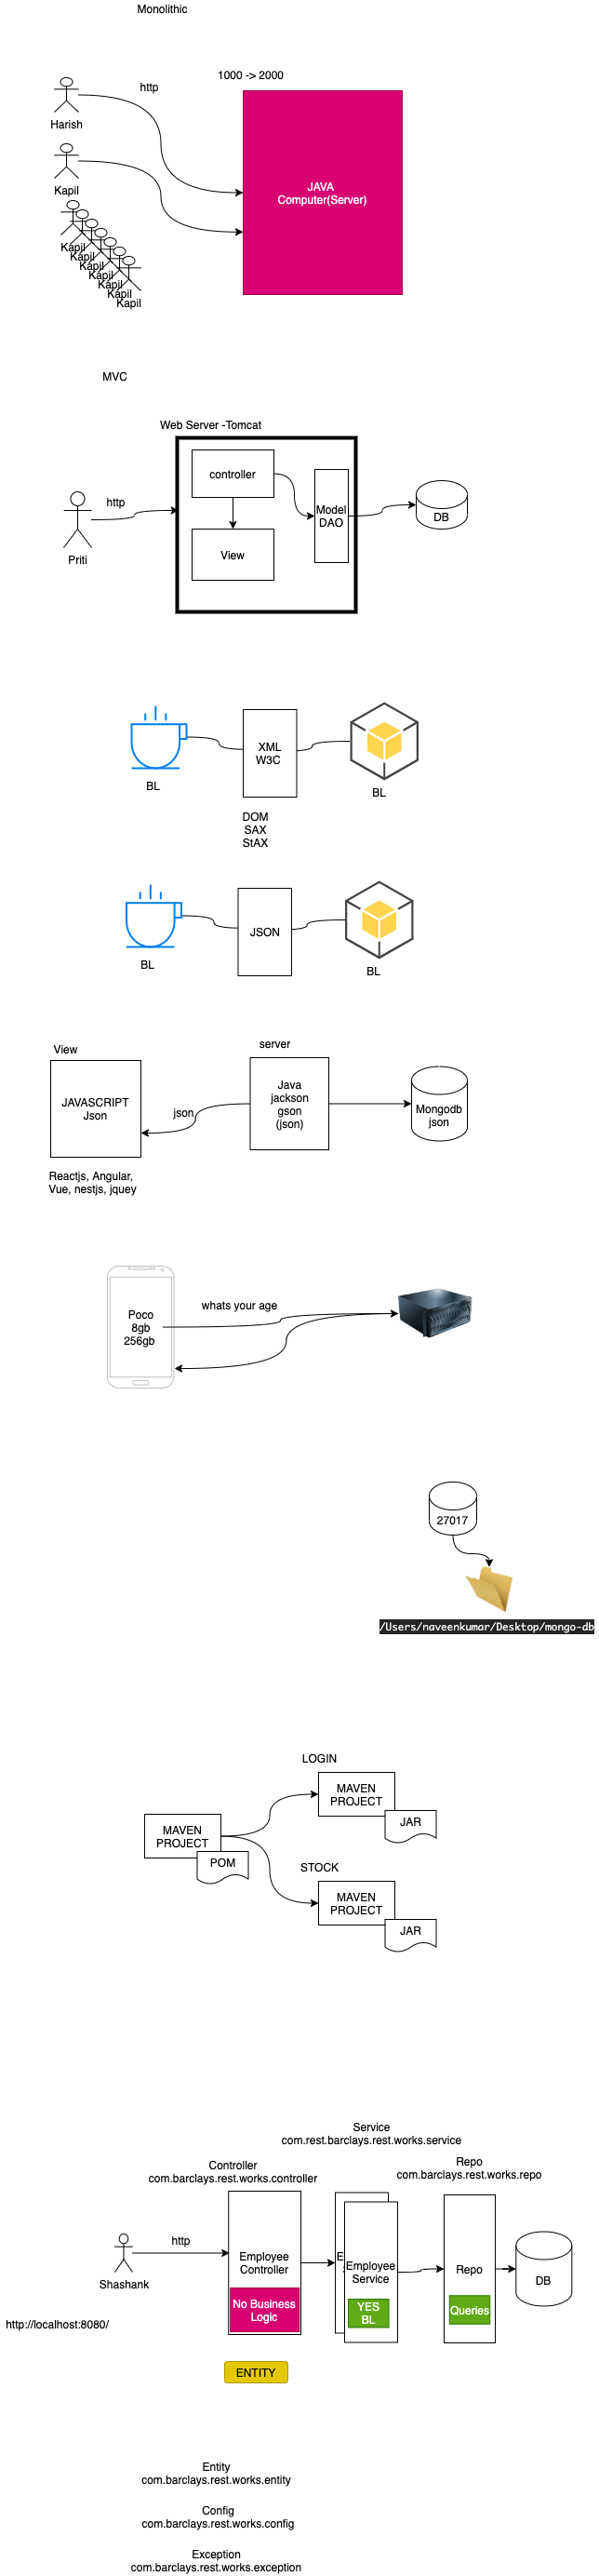 Monolithic
1000 -> 2000
http
Harish
JAVA
Computer(Server)
Kapil
Kapil
Kapil
Kapil
Kapil
Kapil
Kapil
MVC
Web Server -Tomcat
controller
http
Model
DAO
DB
View
Priti
XML
W3C
BL
BL
DOM
SAX
StAX
JSON
BL
BL
server
View
Java
jackson
gson
(json)
JAVASCRIPT
Json
json
Mongodb
json
Reactjs, Angular,
Vue, nestjs, jquey
whats your age
Poco
8gb
256gb
27017
/Users/naveenkumar/Desktop/mongo-db
LOGIN
MAVEN
PROJECT
JAR
MAVEN
PROJECT
POM
STOCK
MAVEN
PROJECT
JAR
Service
com.rest.barclays.rest.works.service
Controller
com.barclays.rest.works.controller
Repo
com.barclays.rest.works.repo
http
Shashank
Employee
Controller
E
Employee
Service
Repo
DB
No Business
Logic
YES
BL
Queries
http://localhost:8080/
ENTITY
Entity
com.barclays.rest.works.entity
Config
com.barclays.rest.works.config
Exception
com.barclays.rest.works.exception